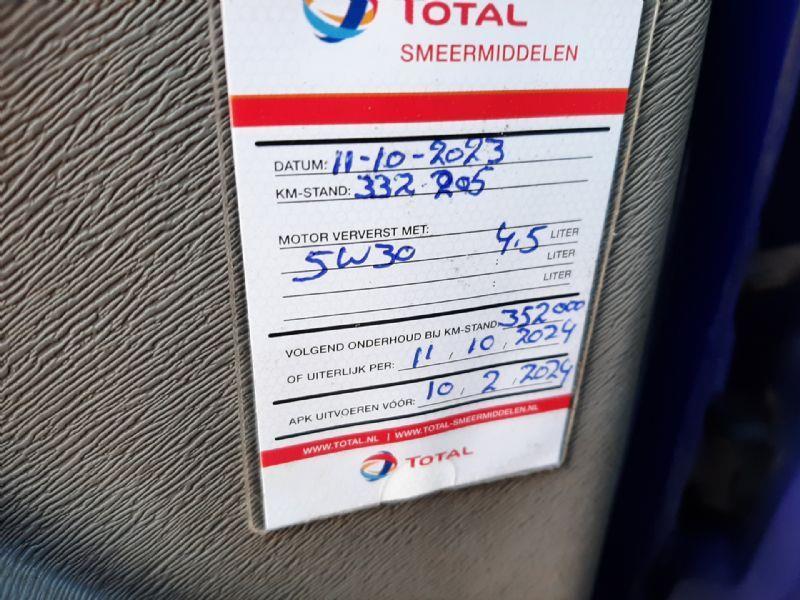 TOTAL
SMEERMIDDELEN
DATUM: 11-10-2023
KM-STAND: 332.205
MOTOR VERVERST MET:
5W30 4.5 LITER
: LITER
: LITER
VOLGEND ONDERHOUD BIJ KM-STAND: 352000
OF UITERLIJK PER: 11, 10, 2024
APK UITVOEREN VÓÓR: 10, 2, 2024
WWW.TOTAL.NL | WWW.TOTAL-SMEERMIDDELEN.NL
TOTAL